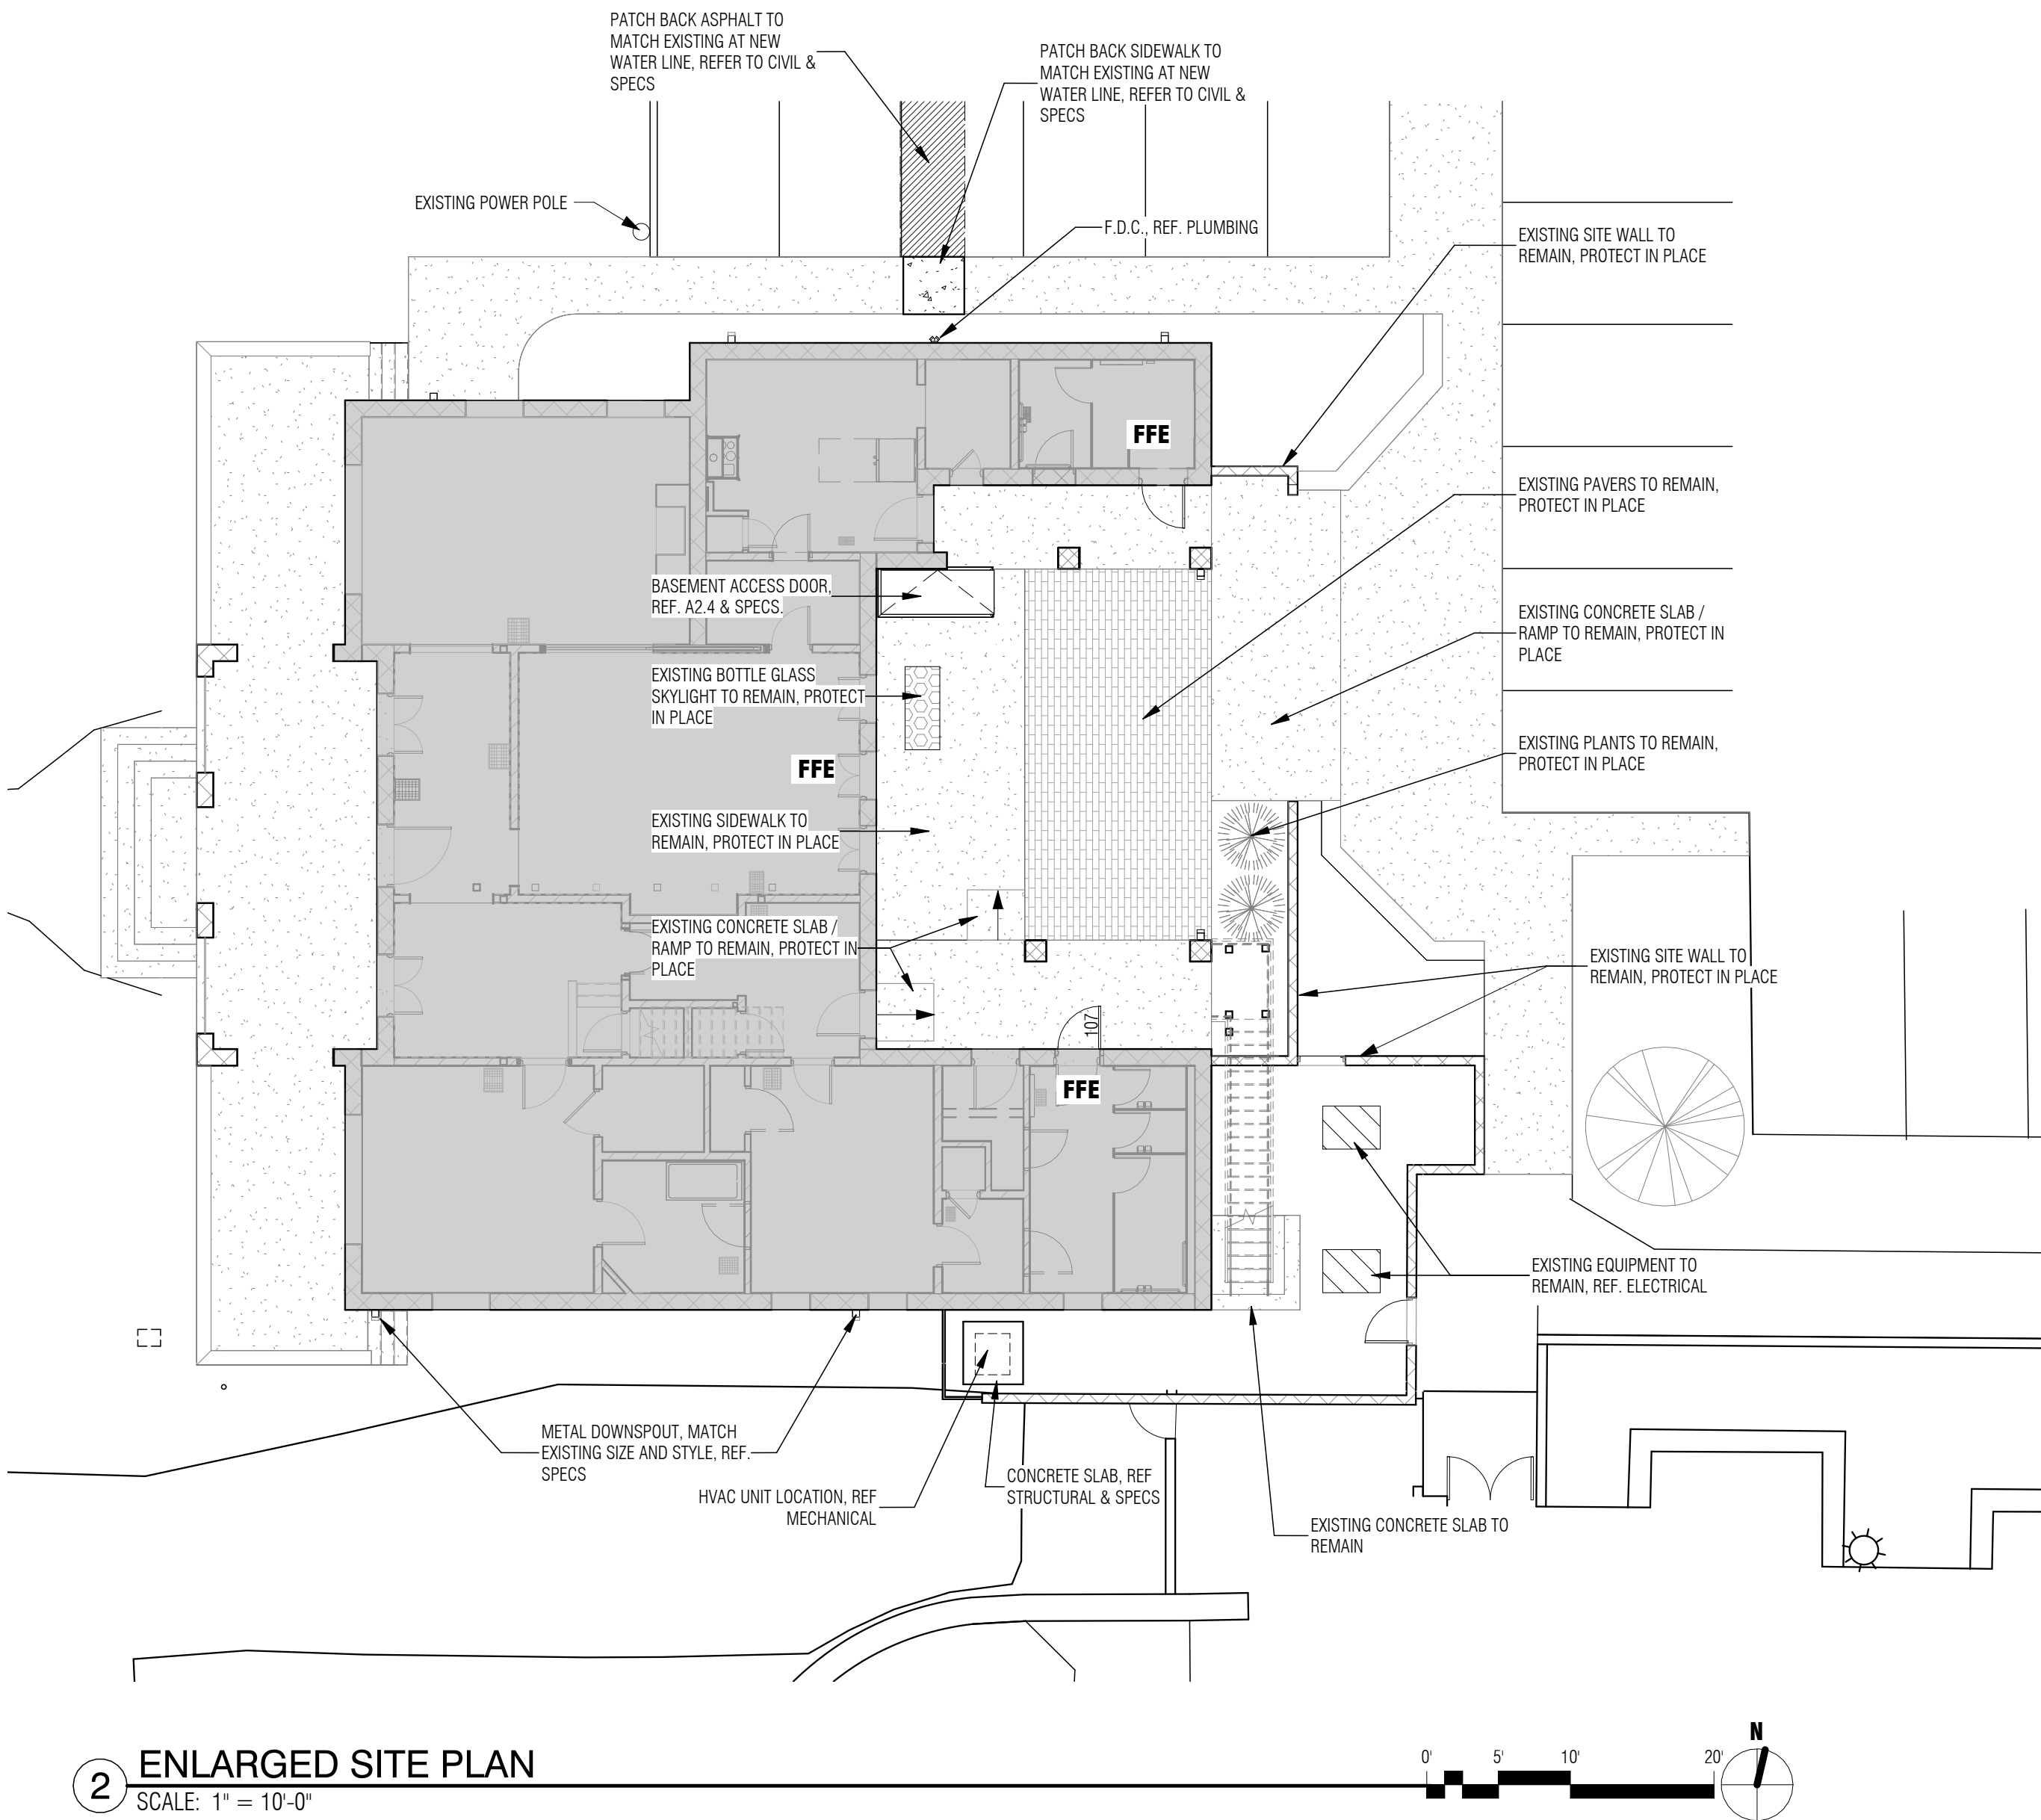 PATCH BACK ASPHALT TO
MATCH EXISTING AT NEW
WATER LINE, REFER TO CIVIL &
SPECS
PATCH BACK SIDEWALK TO
MATCH EXISTING AT NEW
WATER LINE, REFER TO CIVIL &
SPECS
EXISTING POWER POLE
F.D.C., REF. PLUMBING
EXISTING SITE WALL TO
REMAIN, PROTECT IN PLACE
FFE
EXISTING PAVERS TO REMAIN,
PROTECT IN PLACE
BASEMENT ACCESS DOOR,
REF. A2.4 & SPECS.
EXISTING CONCRETE SLAB /
RAMP TO REMAIN, PROTECT IN
PLACE
EXISTING BOTTLE GLASS
SKYLIGHT TO REMAIN, PROTECT
IN PLACE
EXISTING PLANTS TO REMAIN,
PROTECT IN PLACE
FFE
EXISTING SIDEWALK TO
REMAIN, PROTECT IN PLACE
EXISTING CONCRETE SLAB /
RAMP TO REMAIN, PROTECT IN
PLACE
EXISTING SITE WALL TO
REMAIN, PROTECT IN PLACE
107
FFE
EXISTING EQUIPMENT TO
REMAIN, REF. ELECTRICAL
METAL DOWNSPOUT, MATCH
EXISTING SIZE AND STYLE, REF.
SPECS
HVAC UNIT LOCATION, REF
MECHANICAL
CONCRETE SLAB, REF
STRUCTURAL & SPECS
EXISTING CONCRETE SLAB TO
REMAIN
2
ENLARGED SITE PLAN
SCALE: 1" = 10'-0"
0' 5' 10' 20'
N